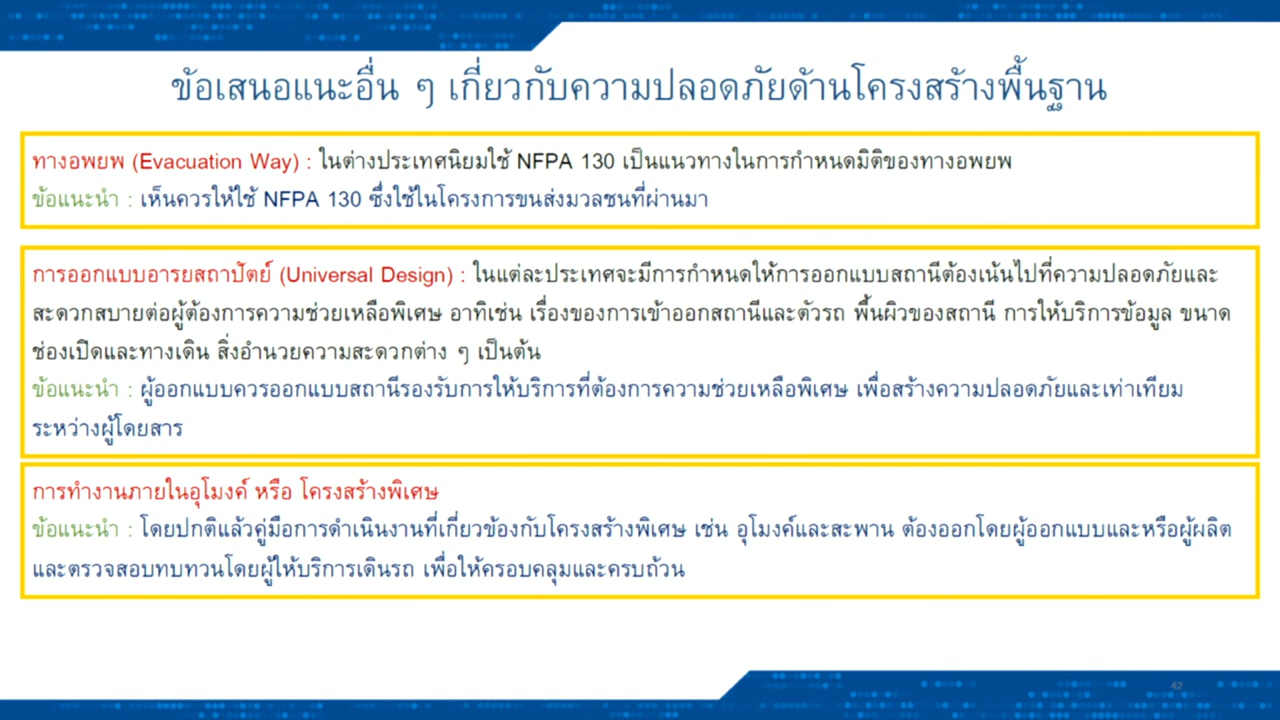 ข้อเสนอแนะอื่น ๆ เกี่ยวกับความปลอดภัยด้านโครงสร้างพื้นฐาน
ทางอพยพ (Evacuation Way) : ในต่างประเทศนิยมใช้ NFPA 130 เป็นแนวทางในการกำหนดมิติของทางอพยพ
ข้อแนะนำ : เห็นควรให้ใช้ NFPA 130 ซึ่งใช้ในโครงการขนส่งมวลชนที่ผ่านมา
การออกแบบอารยสถาปัตย์ (Universal Design) : ในแต่ละประเทศจะมีการกำหนดให้การออกแบบสถานีต้องเน้นไปที่ความปลอดภัยและ
สะดวกสบายต่อผู้ต้องการความช่วยเหลือพิเศษ อาทิเช่น เรื่องของการเข้าออกสถานีและตัวรถ พื้นผิวของสถานี การให้บริการข้อมูล ขนาด
ช่องเปิดและทางเดิน สิ่งอำนวยความสะดวกต่าง ๆ เป็นต้น
ข้อแนะนำ : ผู้ออกแบบควรออกแบบสถานีรองรับการให้บริการที่ต้องการความช่วยเหลือพิเศษ เพื่อสร้างความปลอดภัยและเท่าเทียม
ระหว่างผู้โดยสาร
การทำงานภายในอุโมงค์ หรือ โครงสร้างพิเศษ
ข้อแนะนำ : โดยปกติแล้วคู่มือการดำเนินงานที่เกี่ยวข้องกับโครงสร้างพิเศษ เช่น อุโมงค์และสะพาน ต้องออกโดยผู้ออกแบบและหรือผู้ผลิต
และตรวจสอบทบทวนโดยผู้ให้บริการเดินรถ เพื่อให้ครอบคลุมและครบถ้วน
42